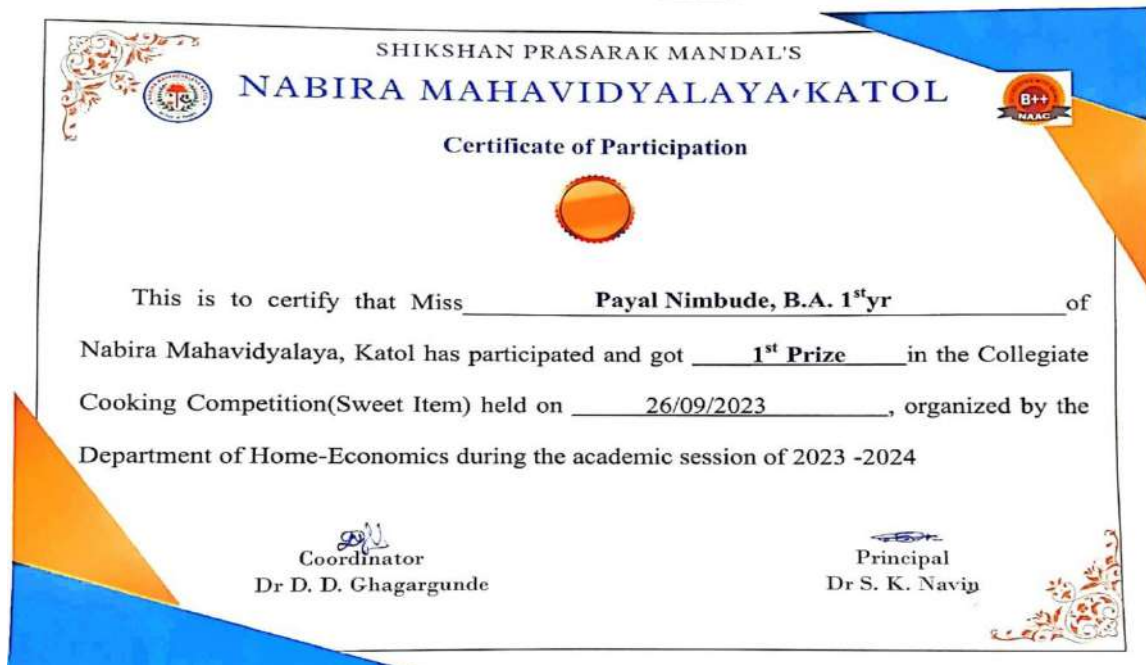 SHIKSHAN PRASARAK MANDAL'S
NABIRA MAHAVIDYALAYA,KATOL
B++
NAAC
Certificate of Participation
This is to certify that Miss Payal Nimbude, B.A. 1st yr of
Nabira Mahavidyalaya, Katol has participated and got 1st Prize in the Collegiate
Cooking Competition(Sweet Item) held on 26/09/2023, organized by the
Department of Home-Economics during the academic session of 2023 -2024
Coordinator
Dr D. D. Ghagargunde
Principal
Dr S. K. Navin